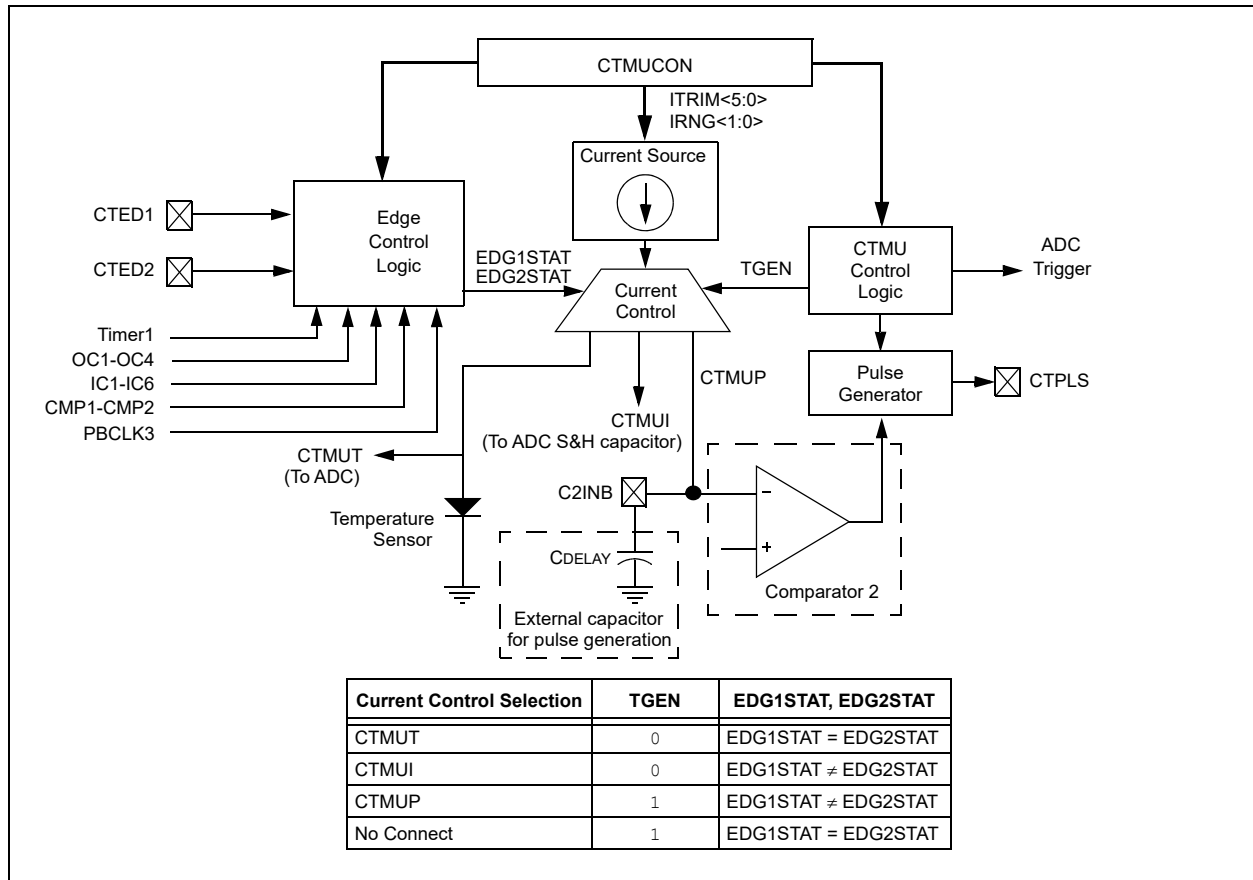 CTMUCON
ITRIM<5:0>
IRNG<1:0>
Current Source
CTED1
CTED2
Edge
Control
Logic
EDG1STAT
EDG2STAT
Current
Control
TGEN
CTMU
Control
Logic
ADC
Trigger
Timer1
OC1-OC4
IC1-IC6
CMP1-CMP2
PBCLK3
CTMUP
Pulse
Generator
CTPLS
CTMUT
(To ADC)
CTMUI
(To ADC S&H capacitor)
C2INB
Temperature
Sensor
CDELAY
External capacitor
for pulse generation
–
+
Comparator 2
Current Control Selection TGEN EDG1STAT, EDG2STAT
CTMUT 0 EDG1STAT = EDG2STAT
CTMUI 0 EDG1STAT ≠ EDG2STAT
CTMUP 1 EDG1STAT ≠ EDG2STAT
No Connect 1 EDG1STAT = EDG2STAT